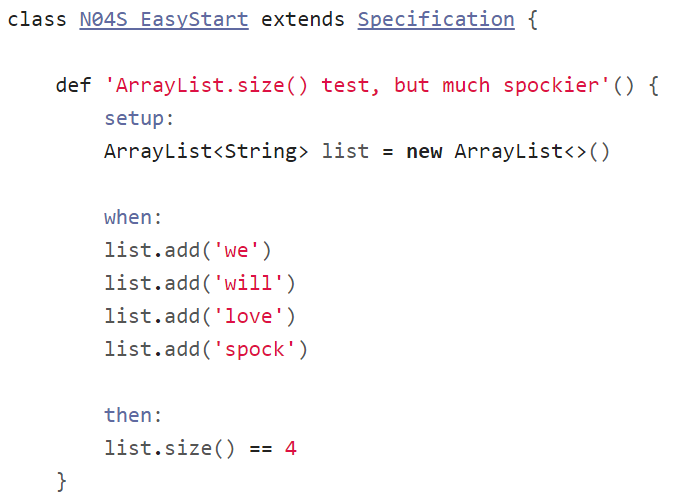 class N04S_EasyStart extends Specification {
def 'ArrayList.size() test, but much spockier'() {
setup:
ArrayList<String> list = new ArrayList<>()
when:
list.add('we')
list.add('will')
list.add('love')
list.add('spock')
then:
list.size() == 4
}